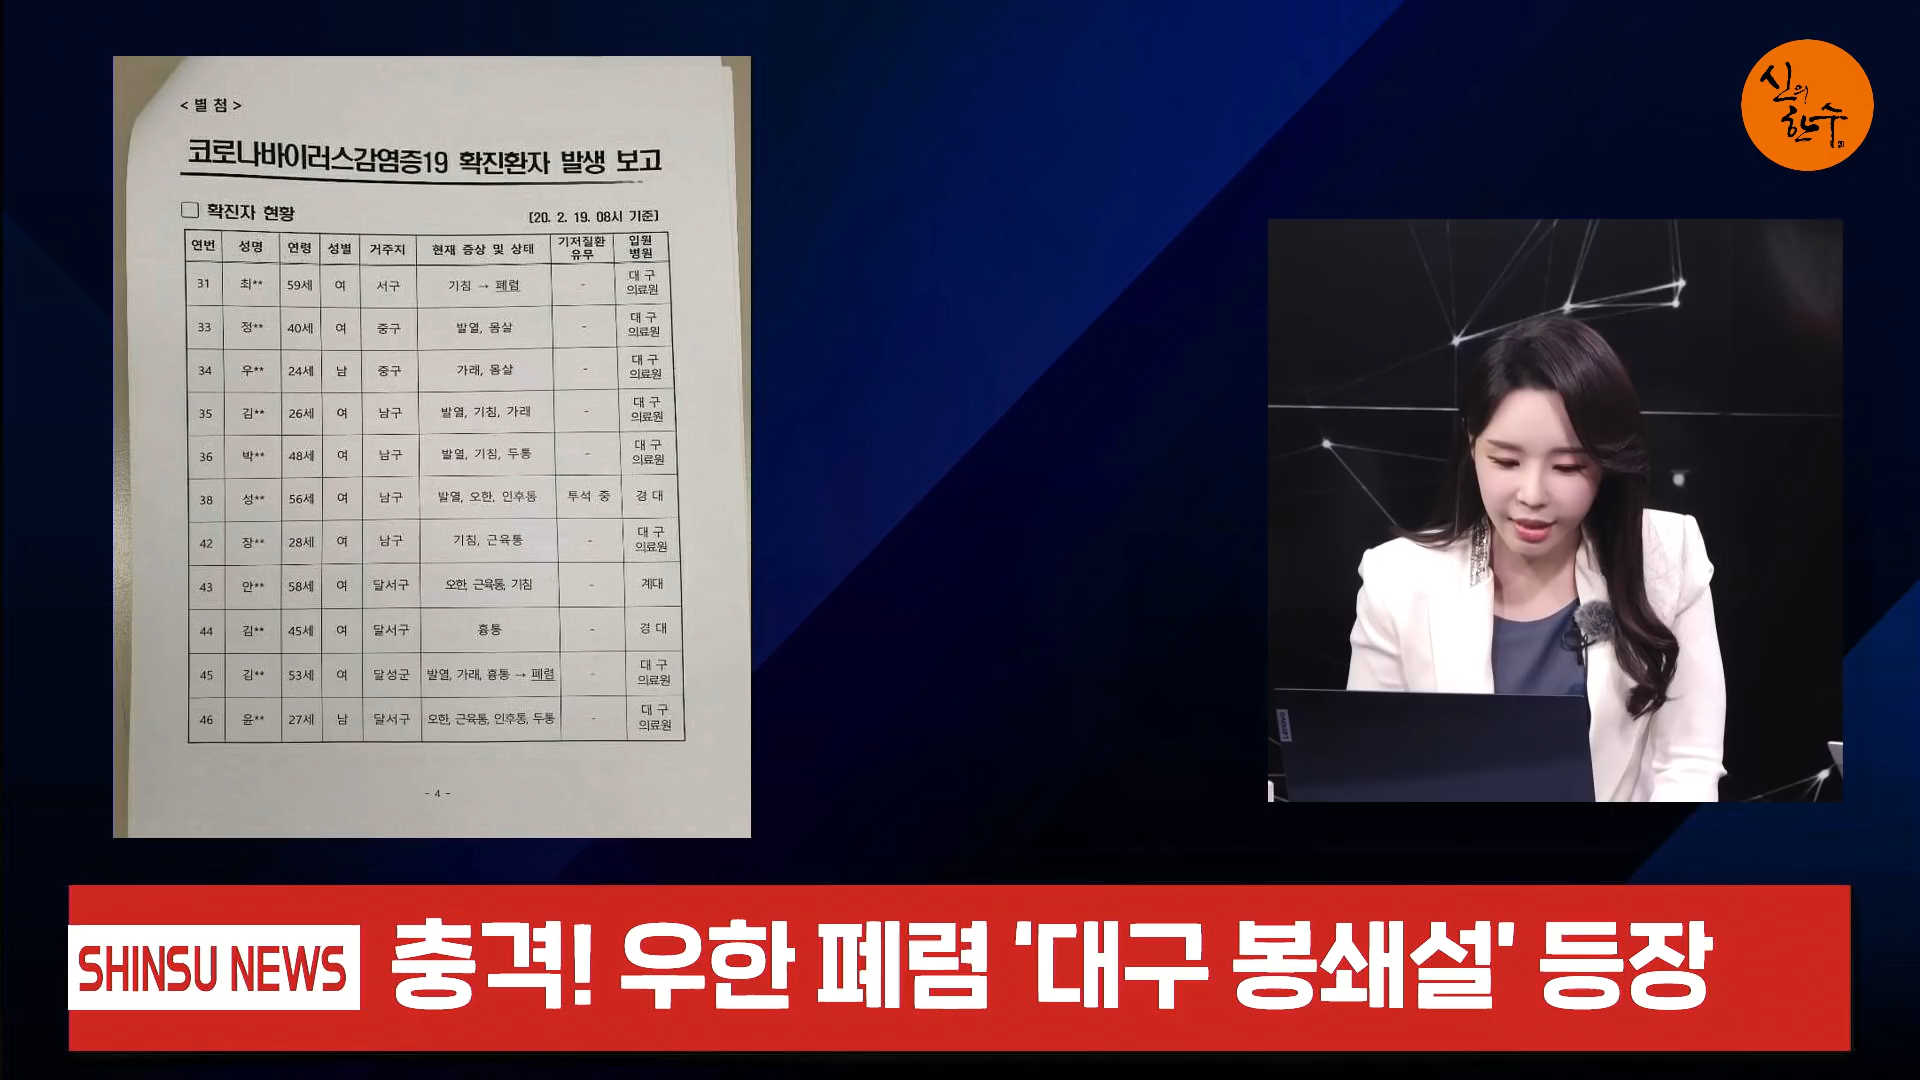 신의
한수
< 별 첨 >
코로나바이러스감염증19 확진환자 발생 보고
□ 확진자 현황
(20. 2. 19. 08시 기준)
연번 성명 연령 성별 거주지 현재 증상 및 상태 기저질환 유무 입원 병원
31 최** 59세 여 서구 기침 → 폐렴 - 대구 의료원
33 정** 40세 여 중구 발열, 몸살 - 대구 의료원
34 우** 24세 남 중구 가래, 몸살 - 대구 의료원
35 김** 26세 여 남구 발열, 기침, 가래 - 대구 의료원
36 박** 48세 여 남구 발열, 기침, 두통 - 대구 의료원
38 성** 56세 여 남구 발열, 오한, 인후통 투석 중 경대
42 장** 28세 여 남구 기침, 근육통 - 대구 의료원
43 안** 58세 여 달서구 오한, 근육통, 기침 - 계대
44 김** 45세 여 달서구 흉통 - 경대
45 김** 53세 여 달성군 발열, 가래, 흉통 → 폐렴 - 대구 의료원
46 윤** 27세 남 달서구 오한, 근육통, 인후통, 두통 - 대구 의료원
- 4 -
Lenovo
SHINSU NEWS
충격! 우한 폐렴 '대구 봉쇄설' 등장